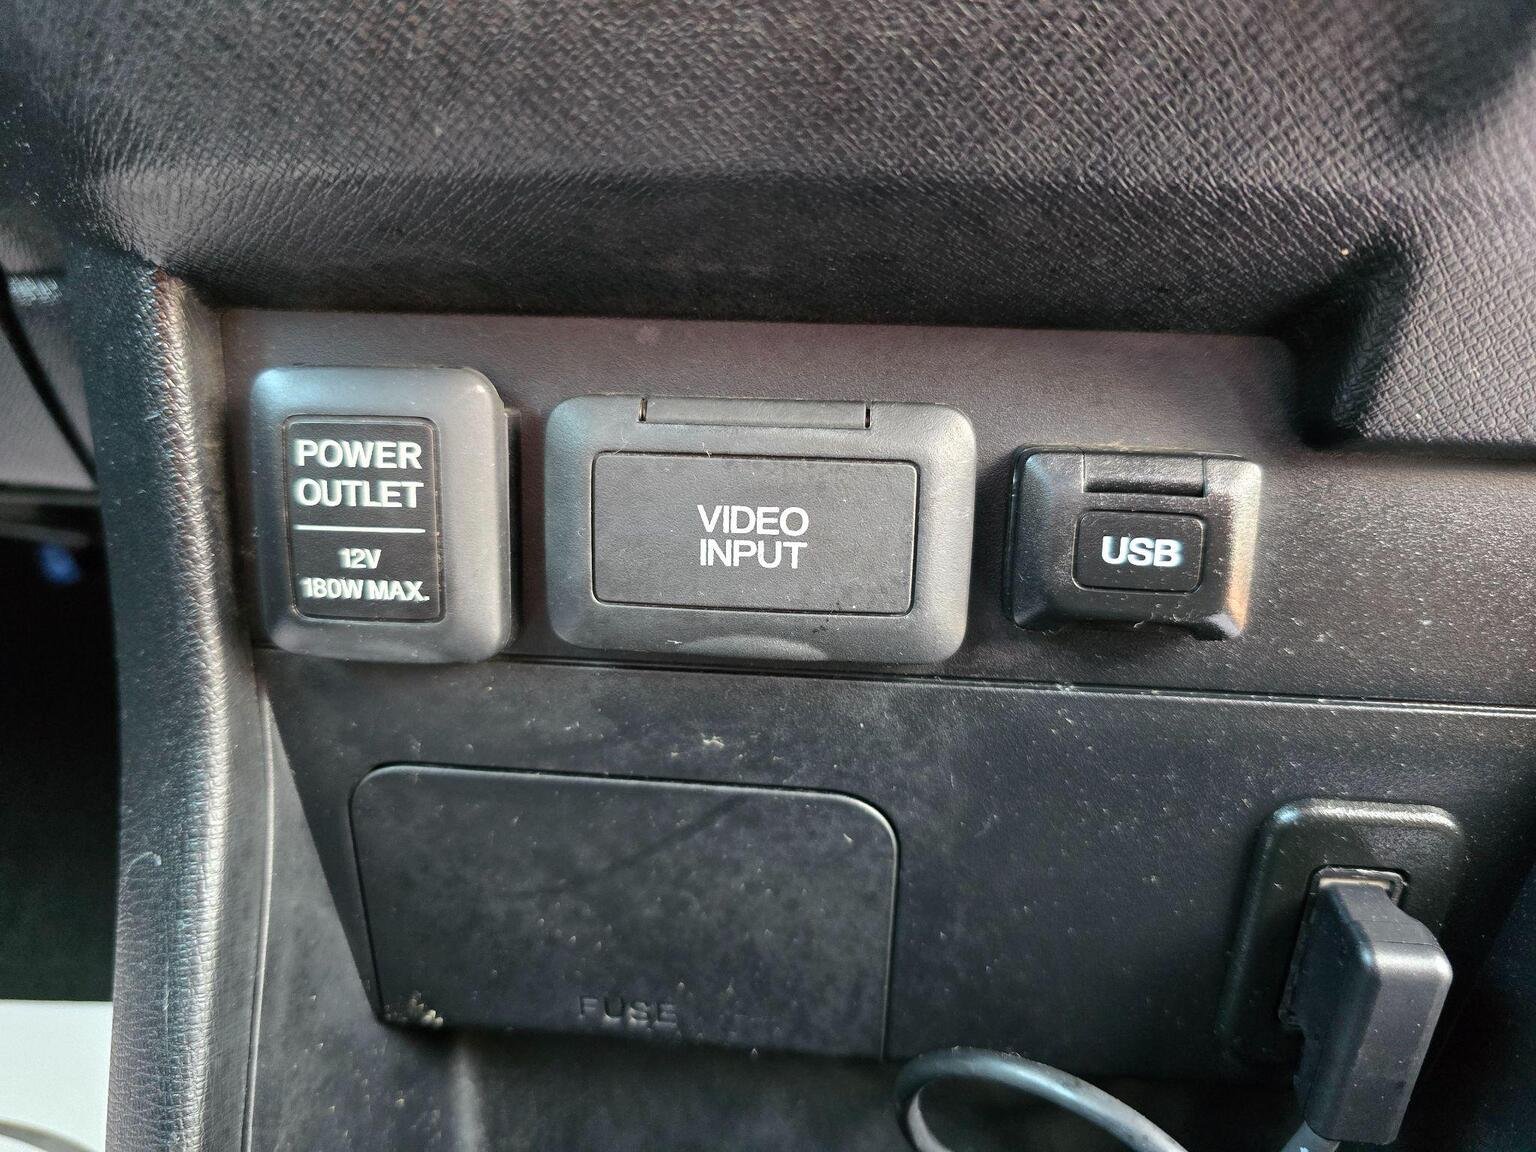 POWER
OUTLET
12V
180W MAX.
VIDEO
INPUT
USB
FUSE